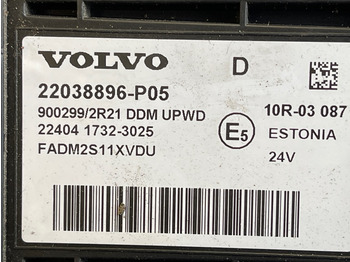 VOLVO D
22038896-P05
900299/2R21 DDM UPWD 10R-03 087
22404 1732-3025 E5 ESTONIA
FADM2S11XVDU 24V